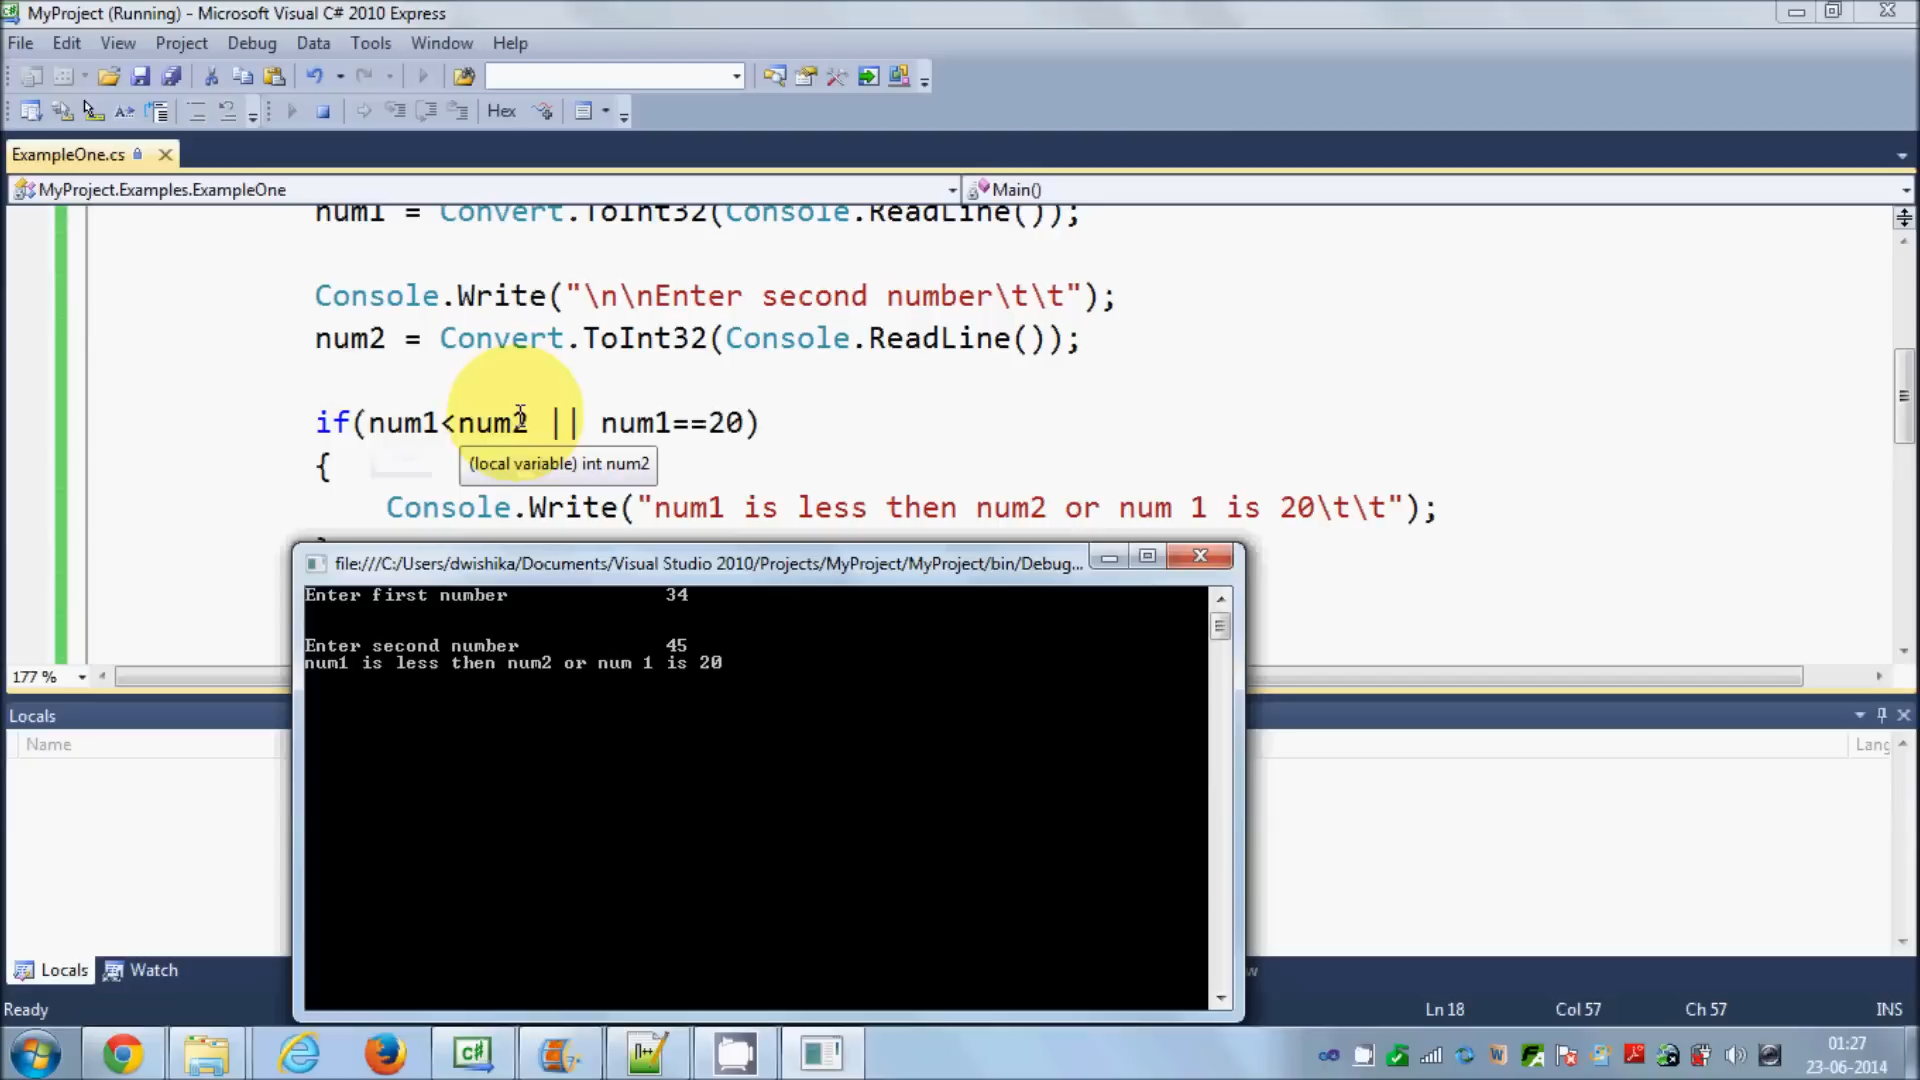 MyProject (Running) - Microsoft Visual C# 2010 Express
File Edit View Project Debug Data Tools Window Help
Hex
ExampleOne.cs
MyProject.Examples.ExampleOne Main()
num1 = Convert.ToInt32(Console.ReadLine());
Console.Write("\n\nEnter second number\t\t");
num2 = Convert.ToInt32(Console.ReadLine());
if(num1<num2 || num1==20)
{
(local variable) int num2
Console.Write("num1 is less then num2 or num 1 is 20\t\t");
file:///C:/Users/dwishika/Documents/Visual Studio 2010/Projects/MyProject/MyProject/bin/Debug...
Enter first number 34
Enter second number 45
num1 is less then num2 or num 1 is 20
177 %
Locals
Name Lang
Locals Watch
Ready Ln 18 Col 57 Ch 57 INS
01:27
23-06-2014